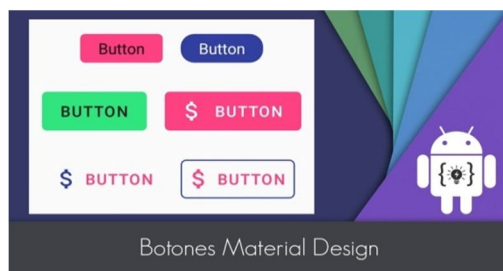 Button Button
BUTTON $ BUTTON
$ BUTTON $ BUTTON
{ }
Botones Material Design